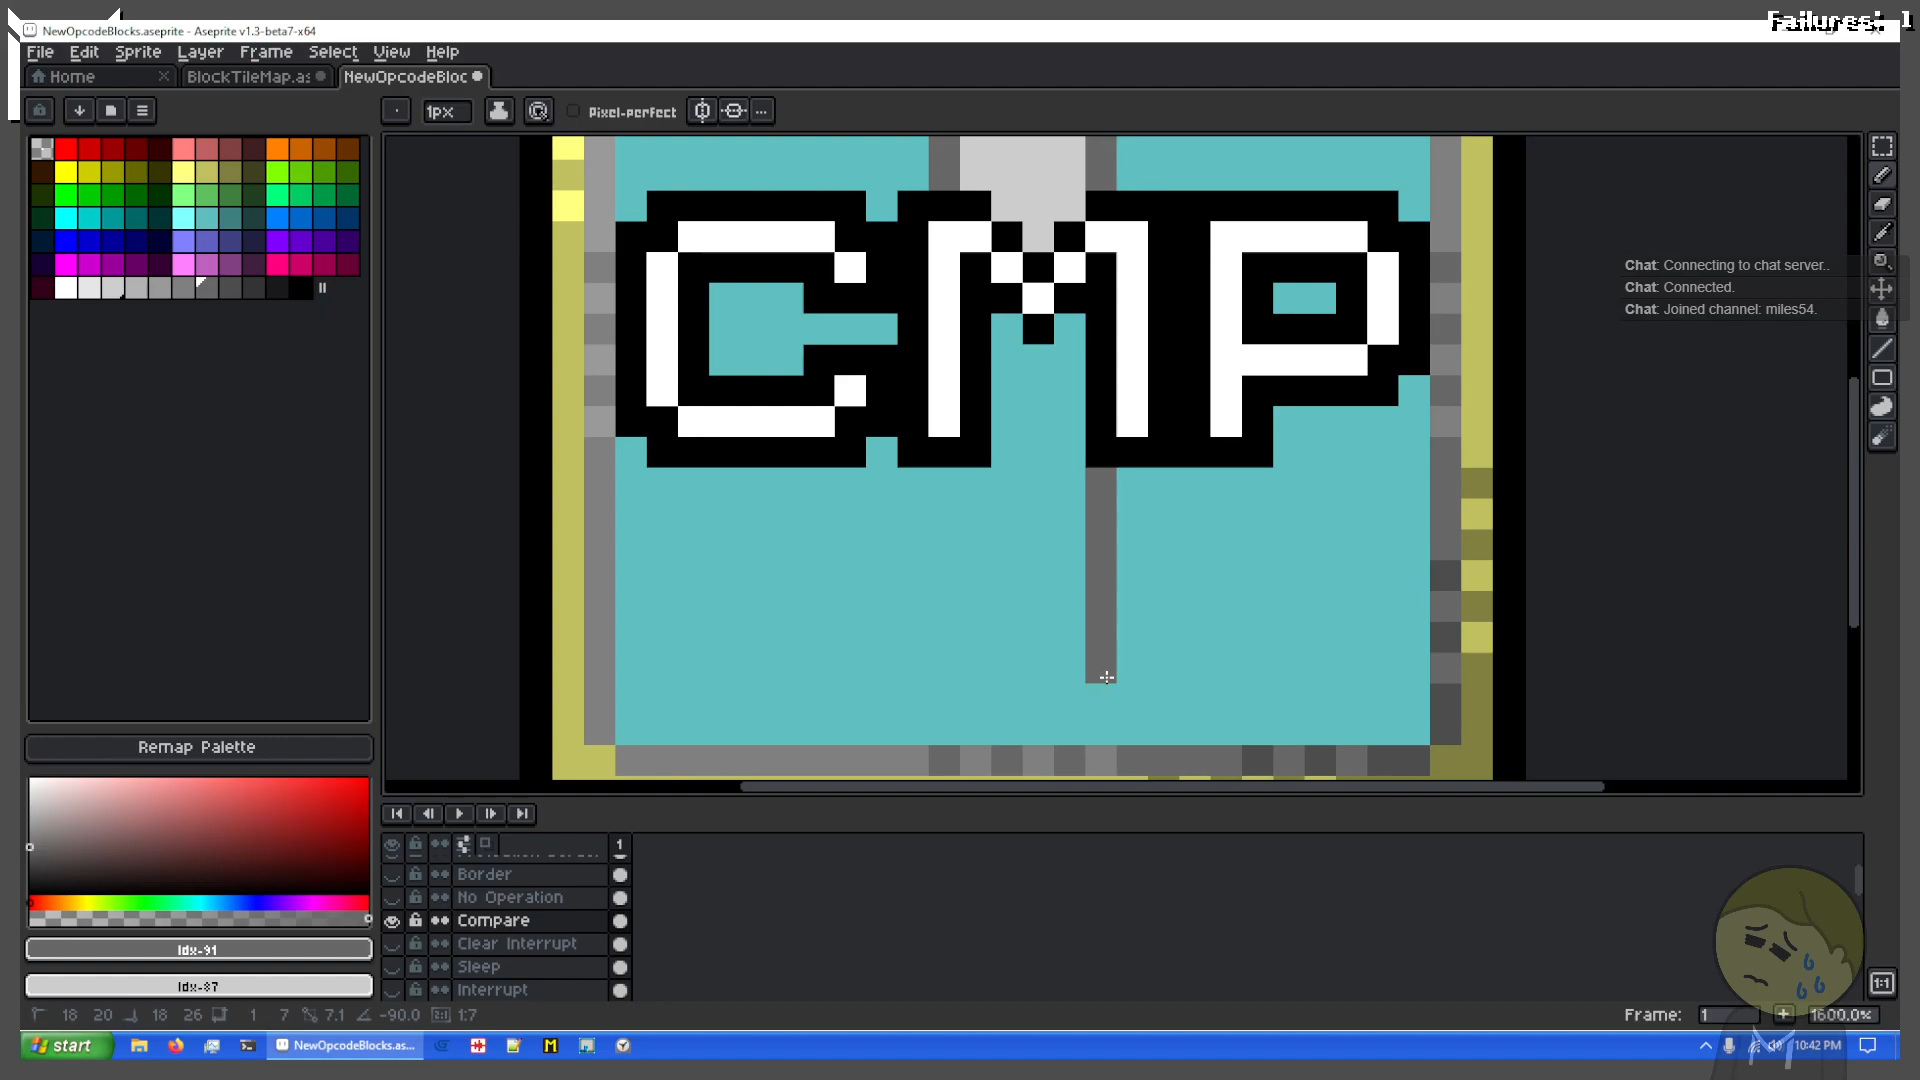 Failures: 1
NewOpcodeBlocks.aseprite - Aseprite v1.3-beta7-x64
File Edit Sprite Layer Frame Select View Help
Home BlockTileMap.as NewOpcodeBloc
1px Pixel-perfect
CMP
Chat: Connecting to chat server..
Chat: Connected.
Chat: Joined channel: miles54.
Remap Palette
1
Border
No Operation
Compare
Clear Interrupt
Sleep
Interrupt
Idx-91
Idx-87
1:1
18 20 18 26 1 7 7.1 -90.0 1:7
Frame: 1 1600.0%
start NewOpcodeBlocks.as... 10:42 PM